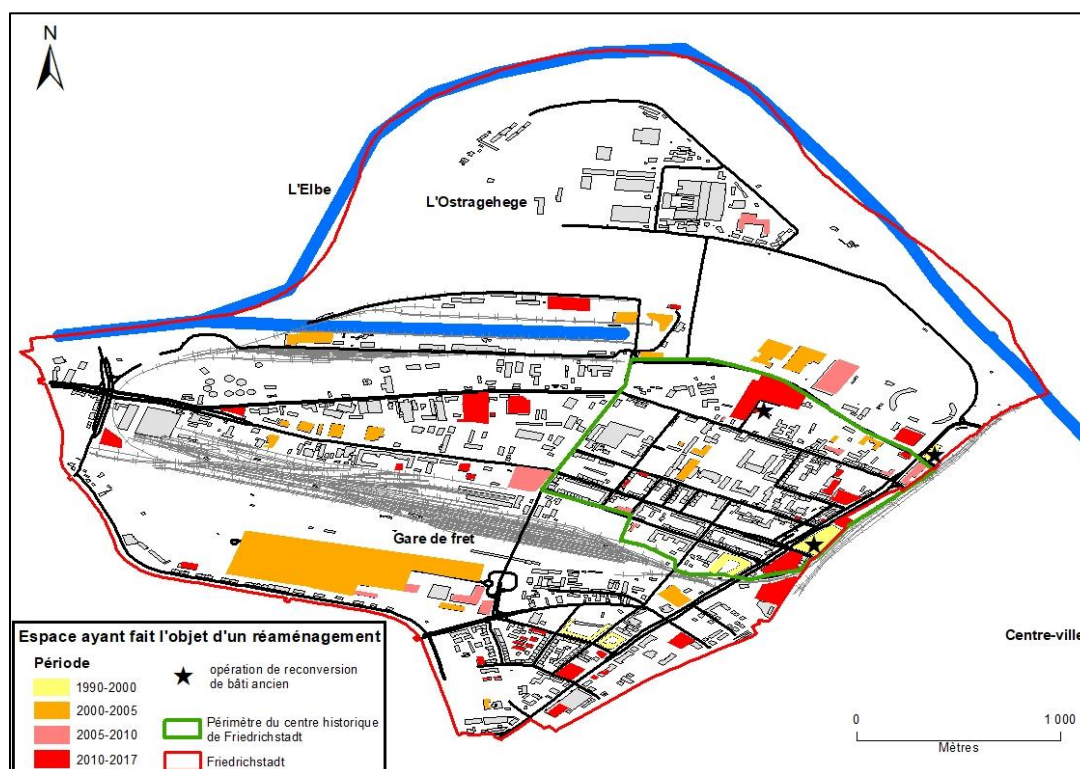 N
L'Elbe
L'Ostragehege
Gare de fret
Centre-ville
Espace ayant fait l'objet d'un réaménagement
Période
1990-2000
2000-2005
2005-2010
2010-2017
opération de reconversion
de bâti ancien
Périmètre du centre historique
de Friedrichstadt
Friedrichstadt
0
1 000
Mètres